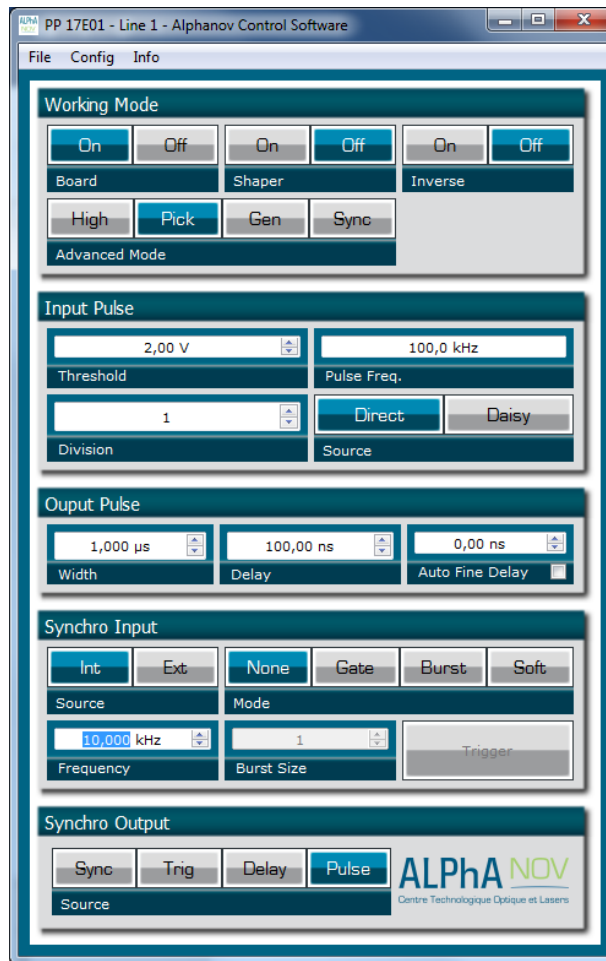 PP 17E01 - Line 1 - Alphanov Control Software
File Config Info
Working Mode
On Off On Off On Off
Board Shaper Inverse
High Pick Gen Sync
Advanced Mode
Input Pulse
2,00 V 100,0 kHz
Threshold Pulse Freq.
1 Direct Daisy
Division Source
Ouput Pulse
1,000 µs 100,00 ns 0,00 ns
Width Delay Auto Fine Delay
Synchro Input
Int Ext None Gate Burst Soft
Source Mode
10,000 kHz 1 Trigger
Frequency Burst Size
Synchro Output
Sync Trig Delay Pulse ALPhA NOV
Source Centre Technologique Optique et Lasers